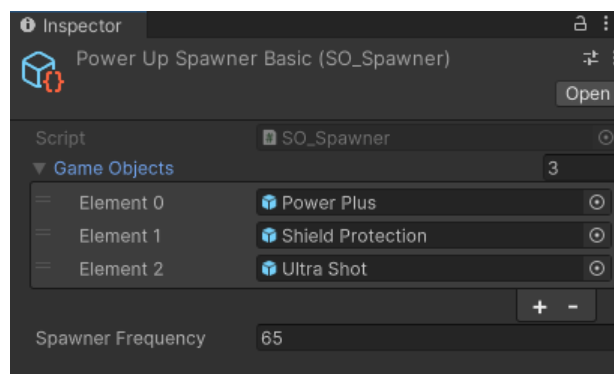 Inspector
Power Up Spawner Basic (SO_Spawner)
Open
Script SO_Spawner
Game Objects 3
Element 0 Power Plus
Element 1 Shield Protection
Element 2 Ultra Shot
+ -
Spawner Frequency 65